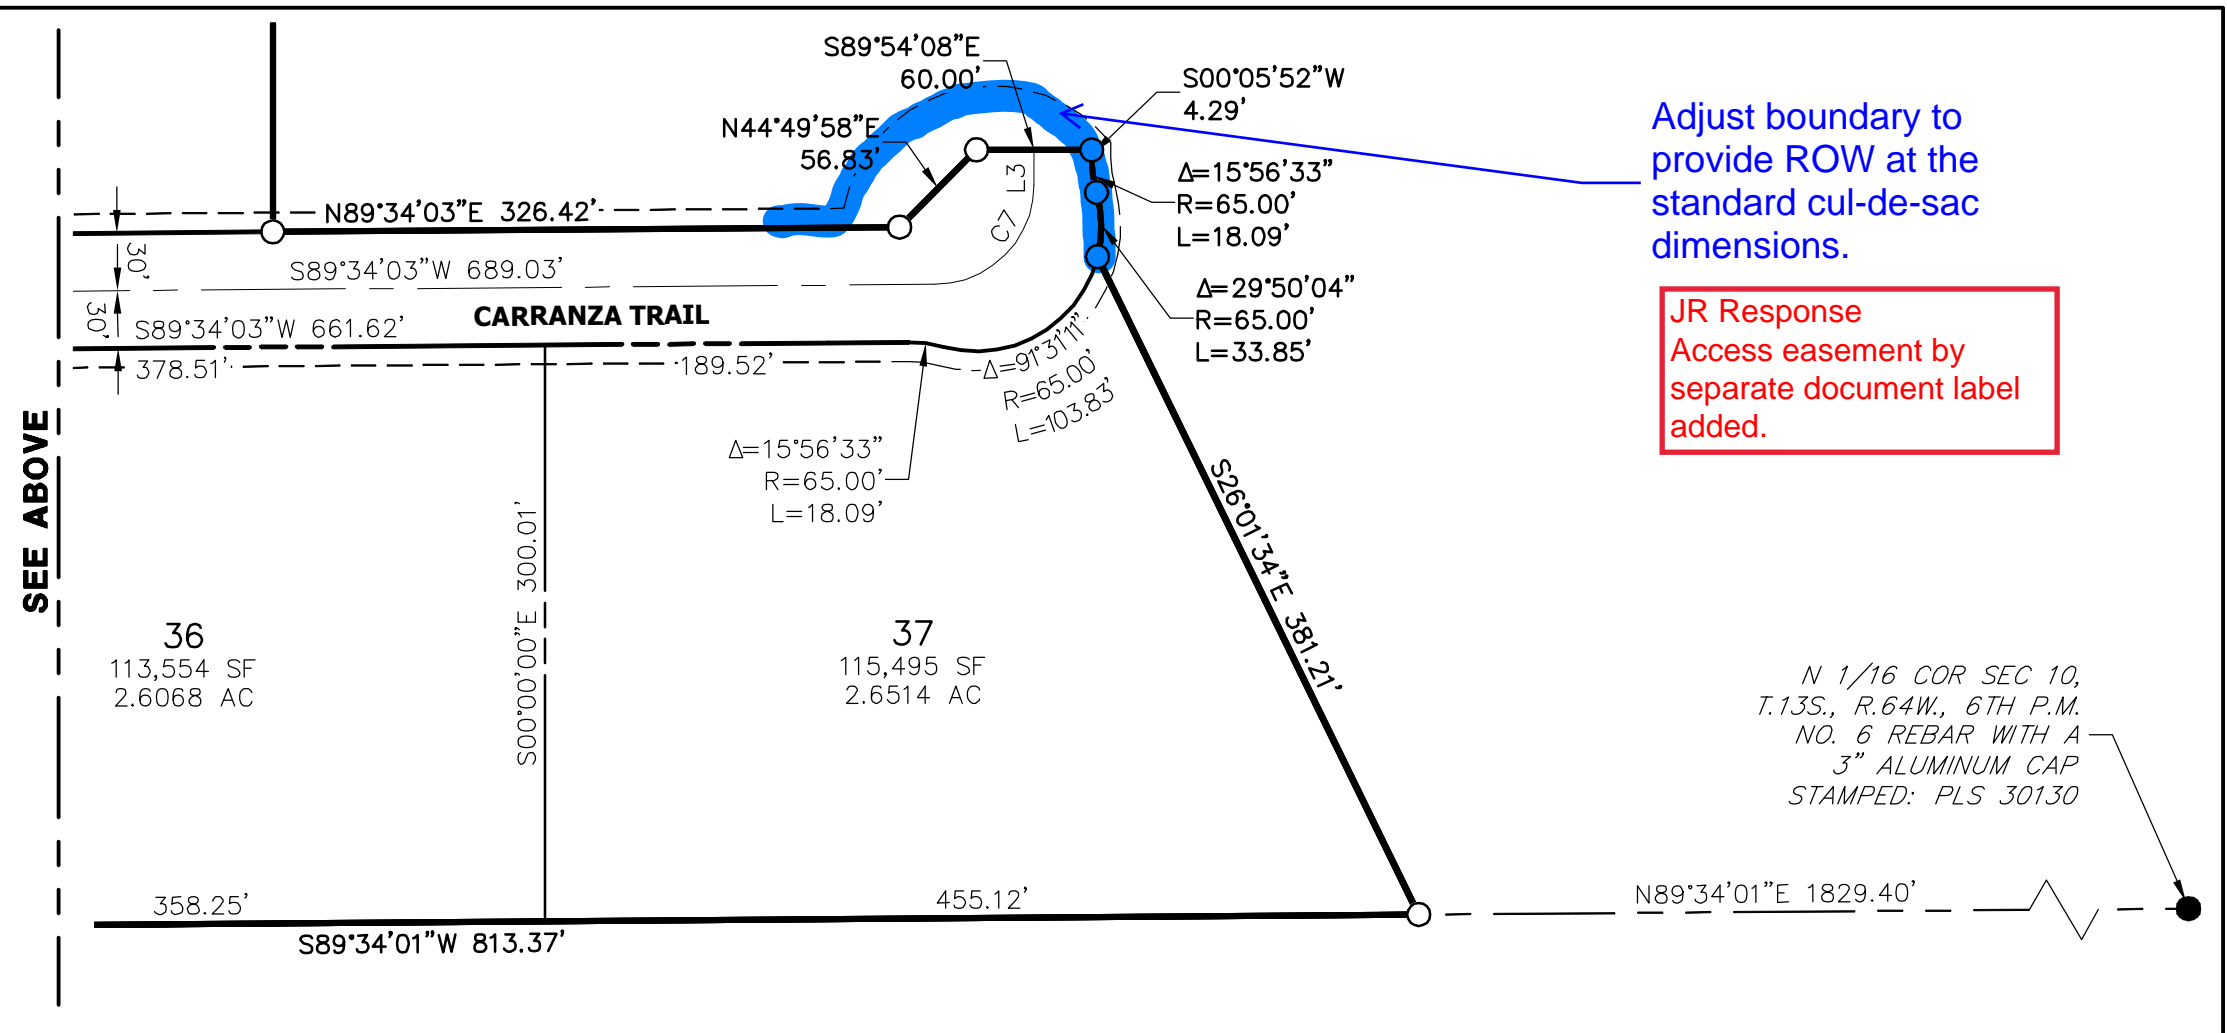 S89°54'08"E
60.00'
S00°05'52"W
4.29'
N44°49'58"E
56.83'
Adjust boundary to
provide ROW at the
standard cul-de-sac
dimensions.
Δ=15°56'33"
R=65.00'
L=18.09'
L3
C7
N89°34'03"E 326.42'
30'
S89°34'03"W 689.03'
30'
S89°34'03"W 661.62'
CARRANZA TRAIL
Δ=29°50'04"
R=65.00'
L=33.85'
JR Response
Access easement by
separate document label
added.
378.51'
189.52'
Δ=91°31'11"
R=65.00'
L=103.83'
Δ=15°56'33"
R=65.00'
L=18.09'
SEE ABOVE
S00°00'00"E 300.01'
S26°01'34"E 381.21'
36
113,554 SF
2.6068 AC
37
115,495 SF
2.6514 AC
N 1/16 COR SEC 10,
T.13S., R.64W., 6TH P.M.
NO. 6 REBAR WITH A
3" ALUMINUM CAP
STAMPED: PLS 30130
358.25'
455.12'
N89°34'01"E 1829.40'
S89°34'01"W 813.37'